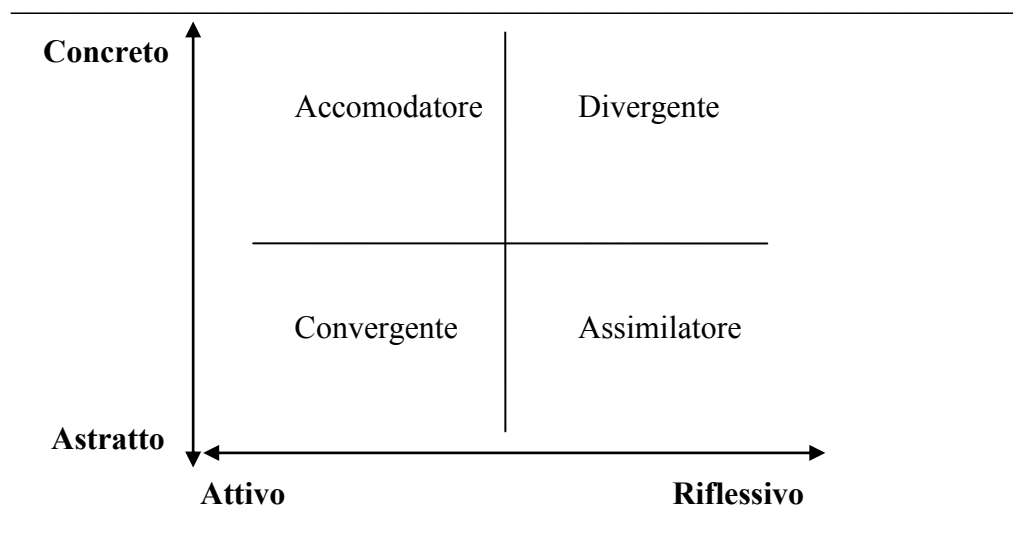 Concreto
Accomodatore Divergente
Convergente Assimilatore
Astratto
Attivo Riflessivo